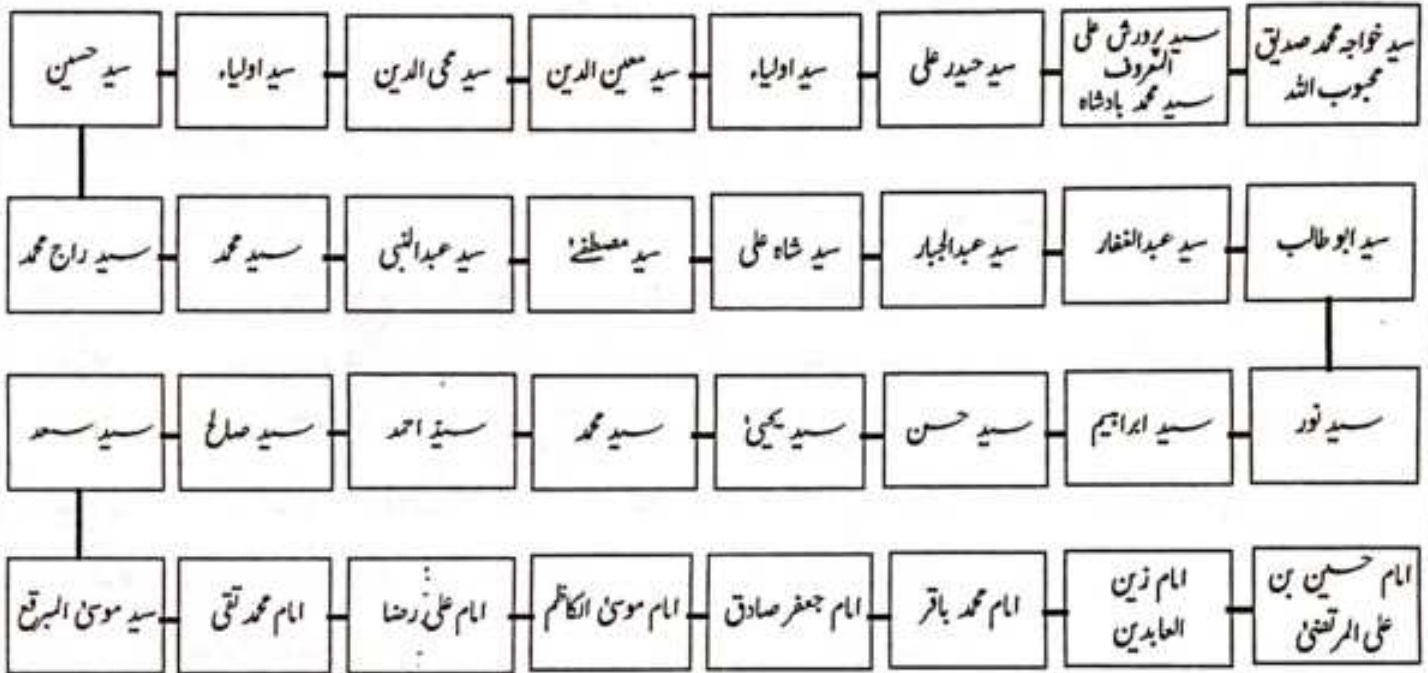 سید خواجہ محمد صدیق
محبوب اللہ
سید پرورش علی
المعروف
سید محمد بادشاہ
سید حیدر علی
سید اولیاء
سید معین الدین
سید محی الدین
سید اولیاء
سید حسین
سید راج محمد
سید محمد
سید عبدالنبی
سید مصطفےٰ
سید شاہ علی
سید عبدالجبار
سید عبدالغفار
سید ابو طالب
سید نور
سید ابراہیم
سید حسن
سید یحییٰ
سید محمد
سید احمد
سید صالح
سید سعد
سید موسیٰ المبرقع
امام محمد تقی
امام علی رضا
امام موسیٰ الکاظم
امام جعفر صادق
امام محمد باقر
امام زین
العابدین
امام حسین بن
علی المرتضیٰ